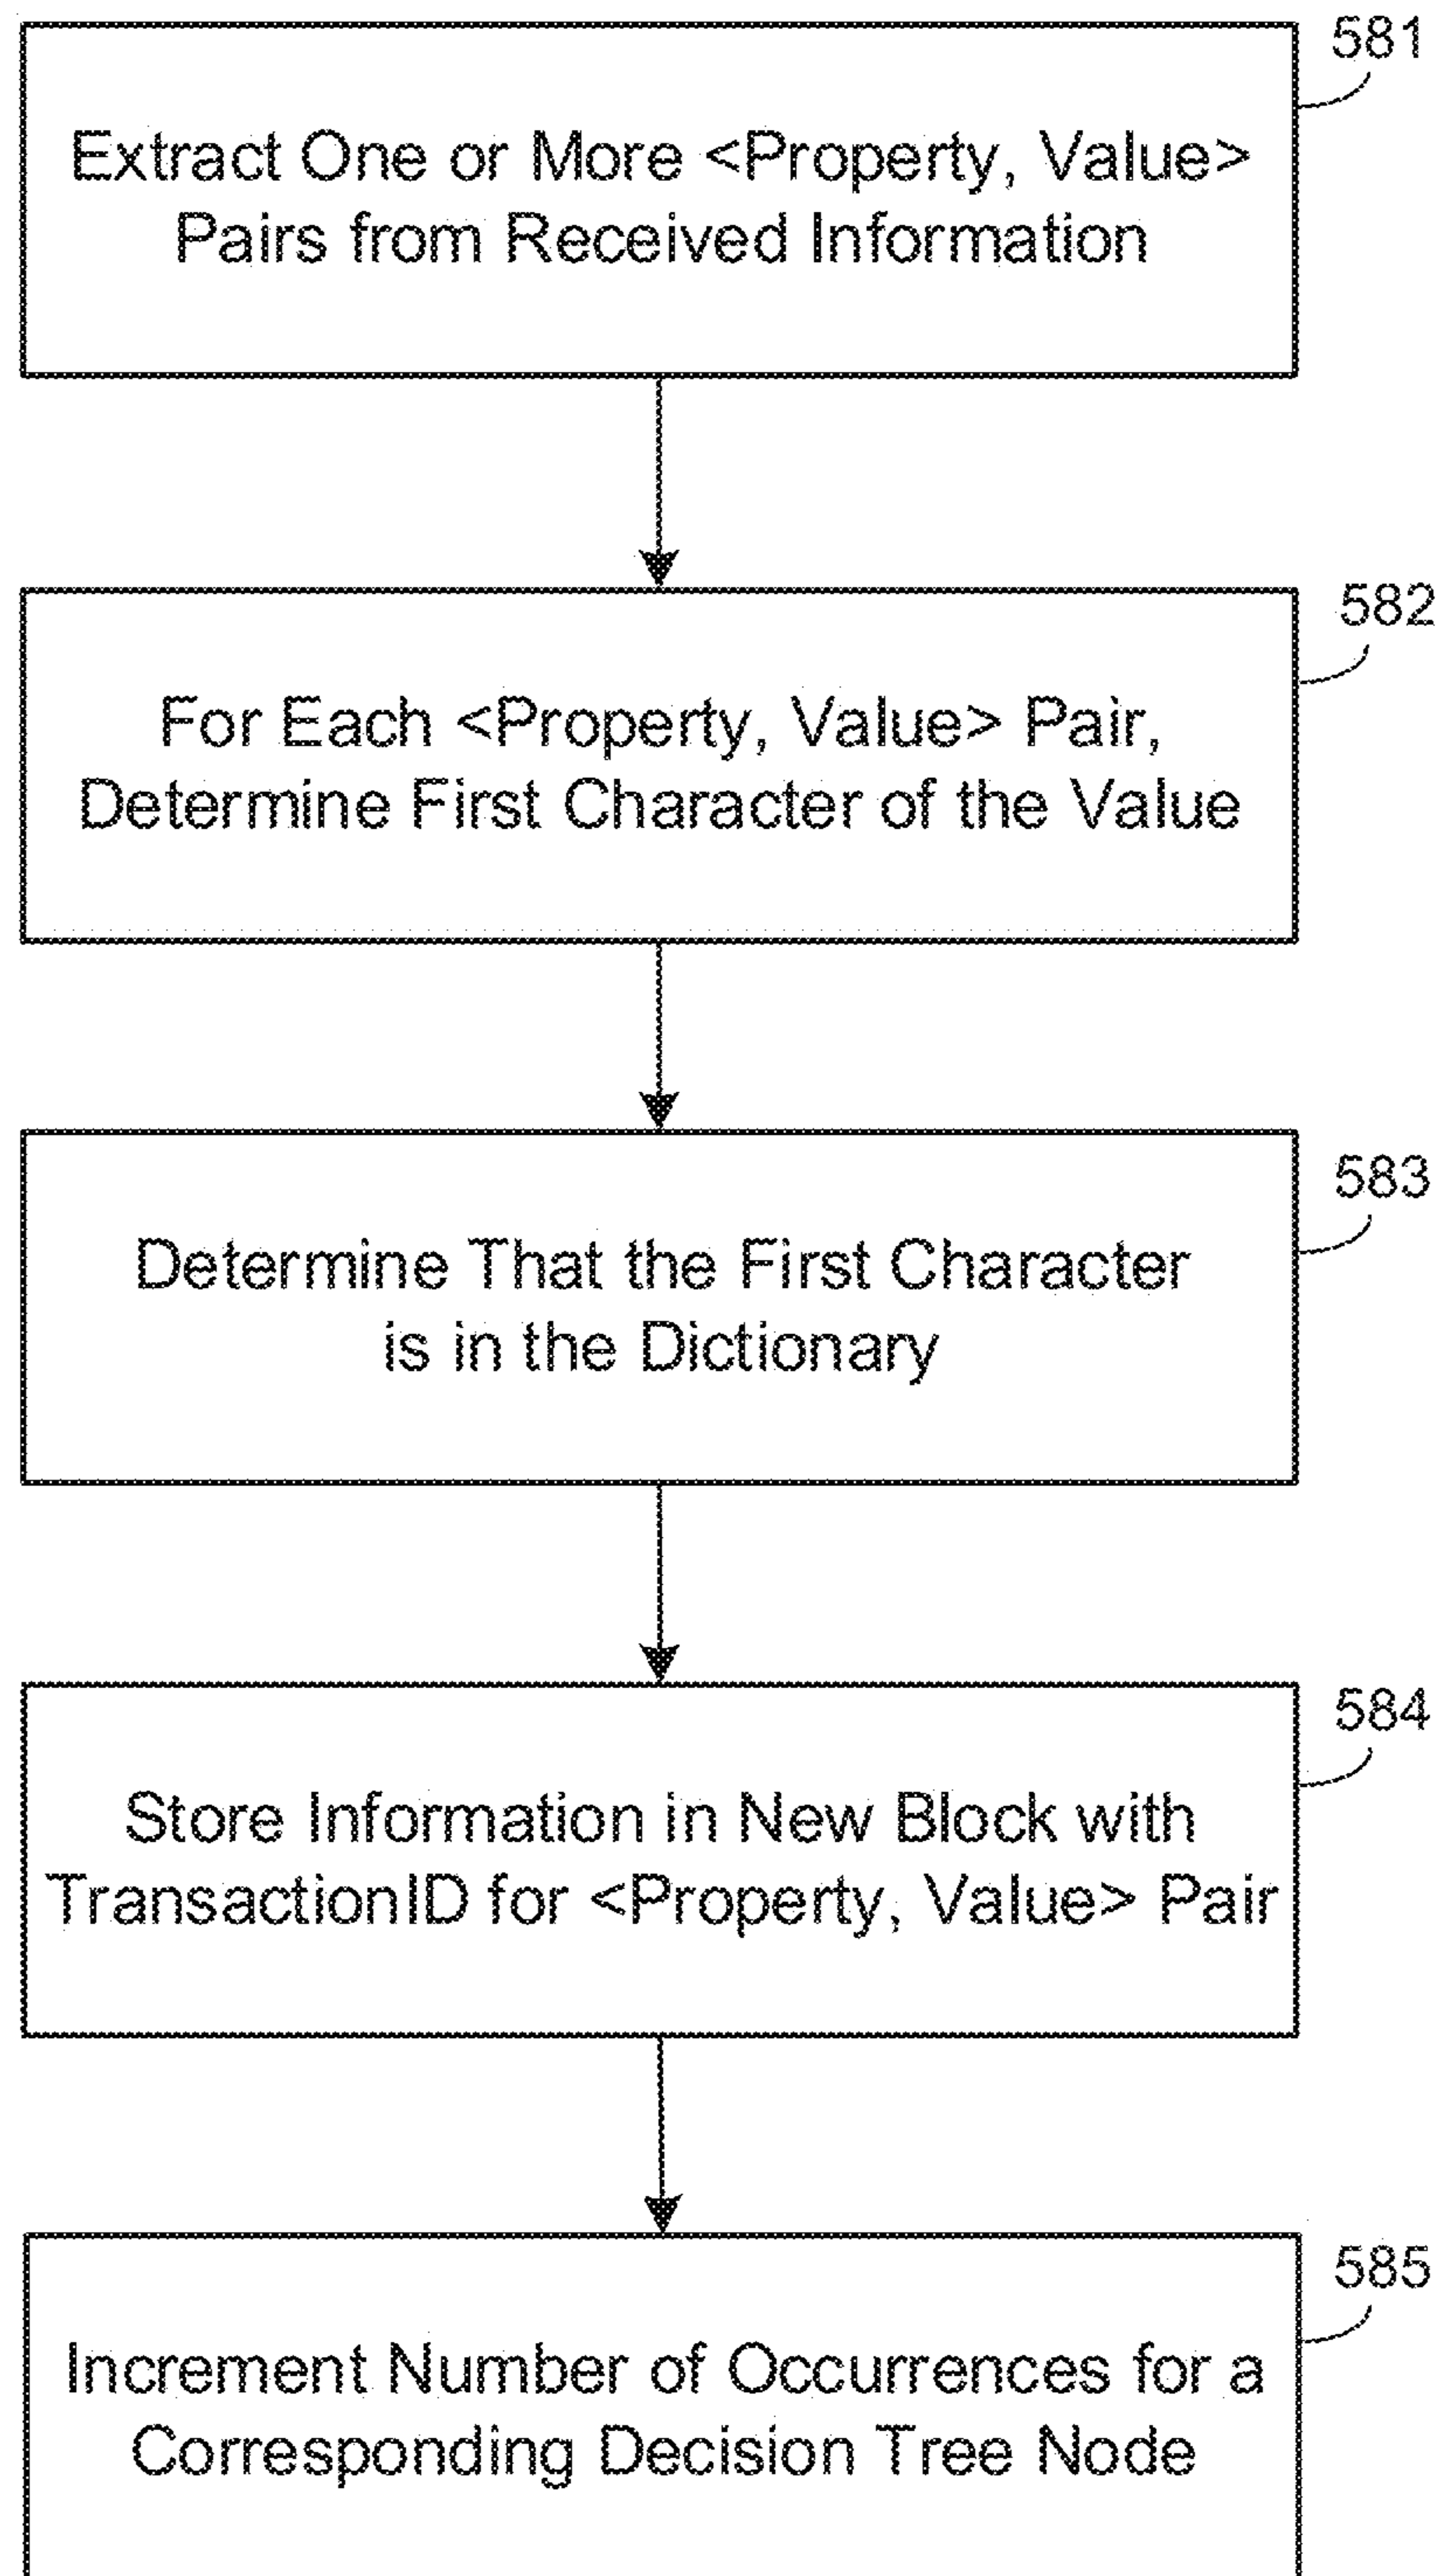 581
Extract One or More <Property, Value>
Pairs from Received Information
582
For Each <Property, Value> Pair,
Determine First Character of the Value
583
Determine That the First Character
is in the Dictionary
584
Store Information in New Block with
TransactionID for <Property, Value> Pair
585
Increment Number of Occurrences for a
Corresponding Decision Tree Node